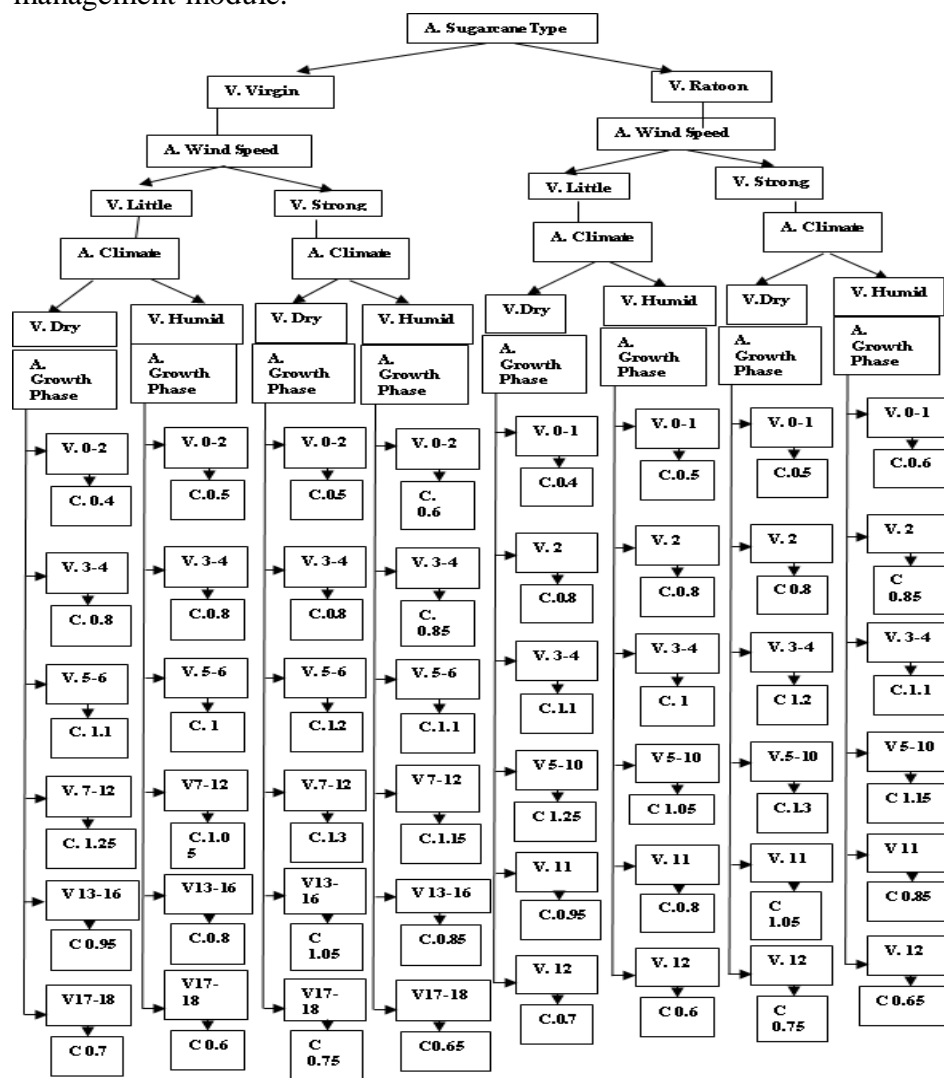 management module.
A. Sugarcane Type
V. Virgin
V. Ratoon
A. Wind Speed
A. Wind Speed
V. Little
V. Strong
V. Little
V. Strong
A. Climate
A. Climate
A. Climate
A. Climate
V. Dry
V. Humid
V. Dry
V. Humid
V.Dry
V. Humid
V.Dry
V. Humid
A.
Growth
Phase
A.
Growth
Phase
A.
Growth
Phase
A.
Growth
Phase
A.
Growth
Phase
A.
Growth
Phase
A.
Growth
Phase
A.
Growth
Phase
V. 0-2
C. 0.4
V. 3-4
C. 0.8
V. 5-6
C. 1.1
V. 7-12
C. 1.25
V 13-16
C 0.95
V17-18
C 0.7
V. 0-2
C.0.5
V. 3-4
C.0.8
V. 5-6
C. 1
V7-12
C.1.0
5
V13-16
C.0.8
V17-
18
C 0.6
V. 0-2
C.0.5
V. 3-4
C.0.8
V. 5-6
C.1.2
V.7-12
C.1.3
V13-
16
C
1.05
V17-
18
C
0.75
V. 0-2
C.
0.6
V. 3-4
C.
0.85
V. 5-6
C.1.1
V 7-12
C.1.15
V 13-16
C.0.85
V17-18
C0.65
V. 0-1
C.0.4
V. 2
C.0.8
V. 3-4
C.1.1
V 5-10
C 1.25
V. 11
C.0.95
V. 12
C.0.7
V. 0-1
C.0.5
V. 2
C.0.8
V. 3-4
C. 1
V 5-10
C 1.05
V. 11
C.0.8
V. 12
C 0.6
V. 0-1
C.0.5
V. 2
C 0.8
V. 3-4
C 1.2
V.5-10
C.1.3
V. 11
C
1.05
V. 12
C
0.75
V. 0-1
C.0.6
V. 2
C
0.85
V. 3-4
C.1.1
V 5-10
C 1.15
V 11
C 0.85
V. 12
C 0.65